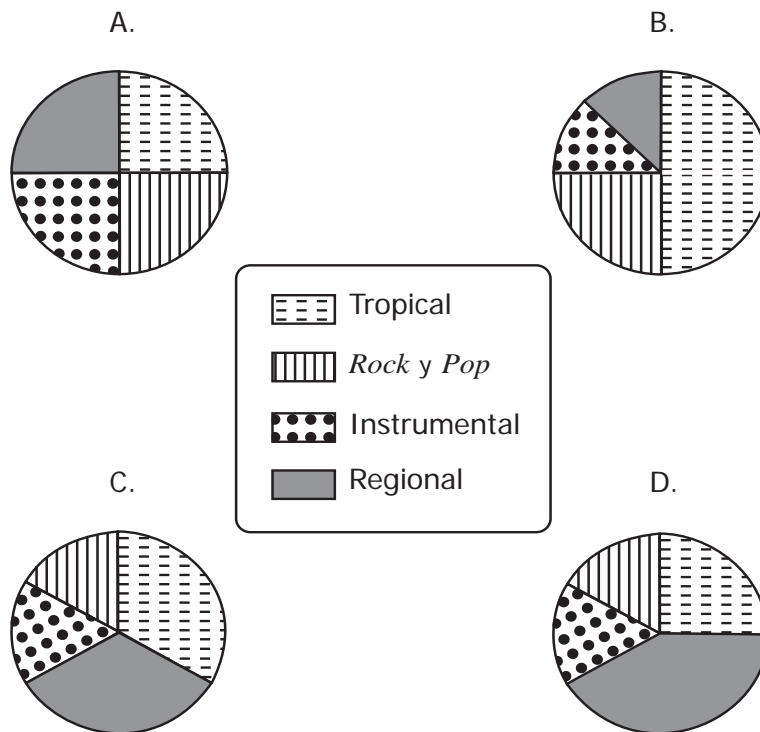 A.
B.
Tropical
Rock y Pop
Instrumental
Regional
C.
D.